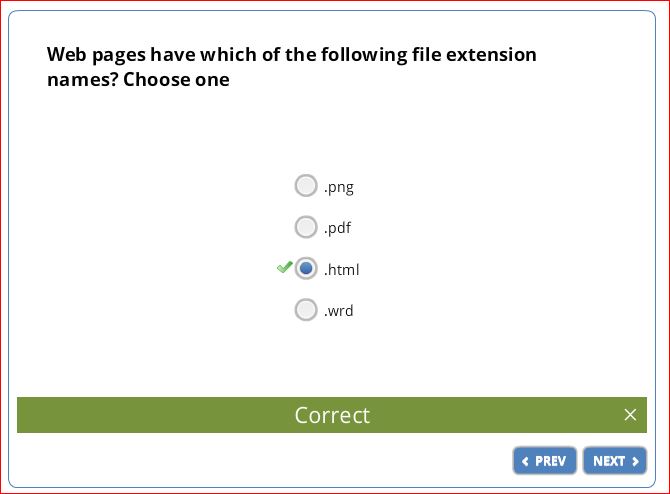 Web pages have which of the following file extension
names? Choose one
.png
.pdf
.html
.wrd
Correct
PREV
NEXT